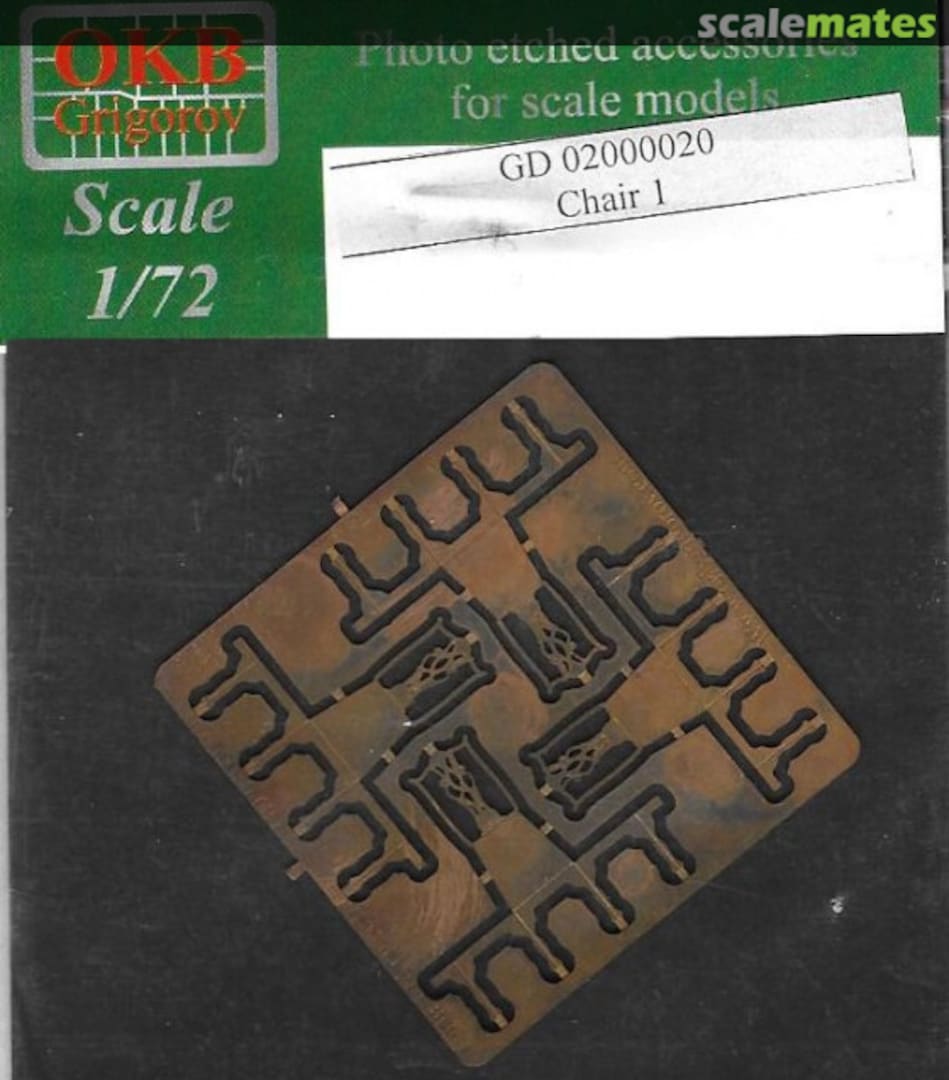 scalemates
OKB
Grigorov
Photo etched accessories
for scale models
GD 02000020
Chair 1
Scale
1/72